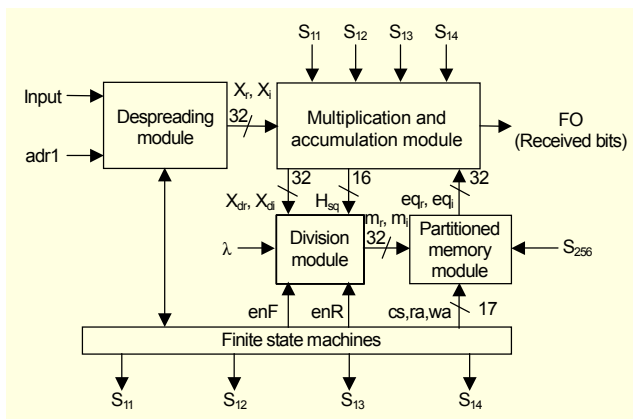 S11 S12 S13 S14
Input
adr1
Despreading
module
Xr, Xi
32
Multiplication and
accumulation module
FO
(Received bits)
32 16 32
Xdr, Xdi Hsq eqr, eqi
mr, mi
λ
Division
module
32
Partitioned
memory
module
S256
enF enR cs,ra,wa 17
Finite state machines
S11 S12 S13 S14